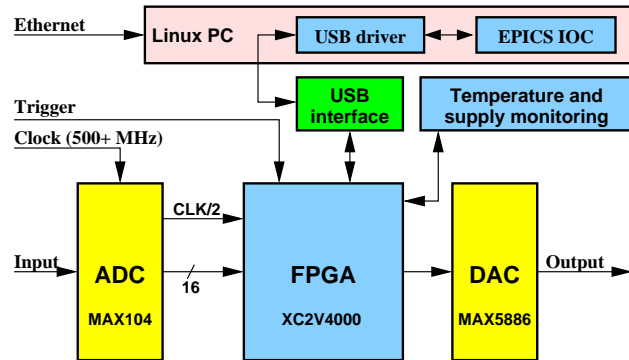 Ethernet
Linux PC
USB driver
EPICS IOC
Trigger
USB
interface
Temperature and
supply monitoring
Clock (500+ MHz)
CLK/2
Input
ADC
16
FPGA
DAC
Output
MAX104
XC2V4000
MAX5886